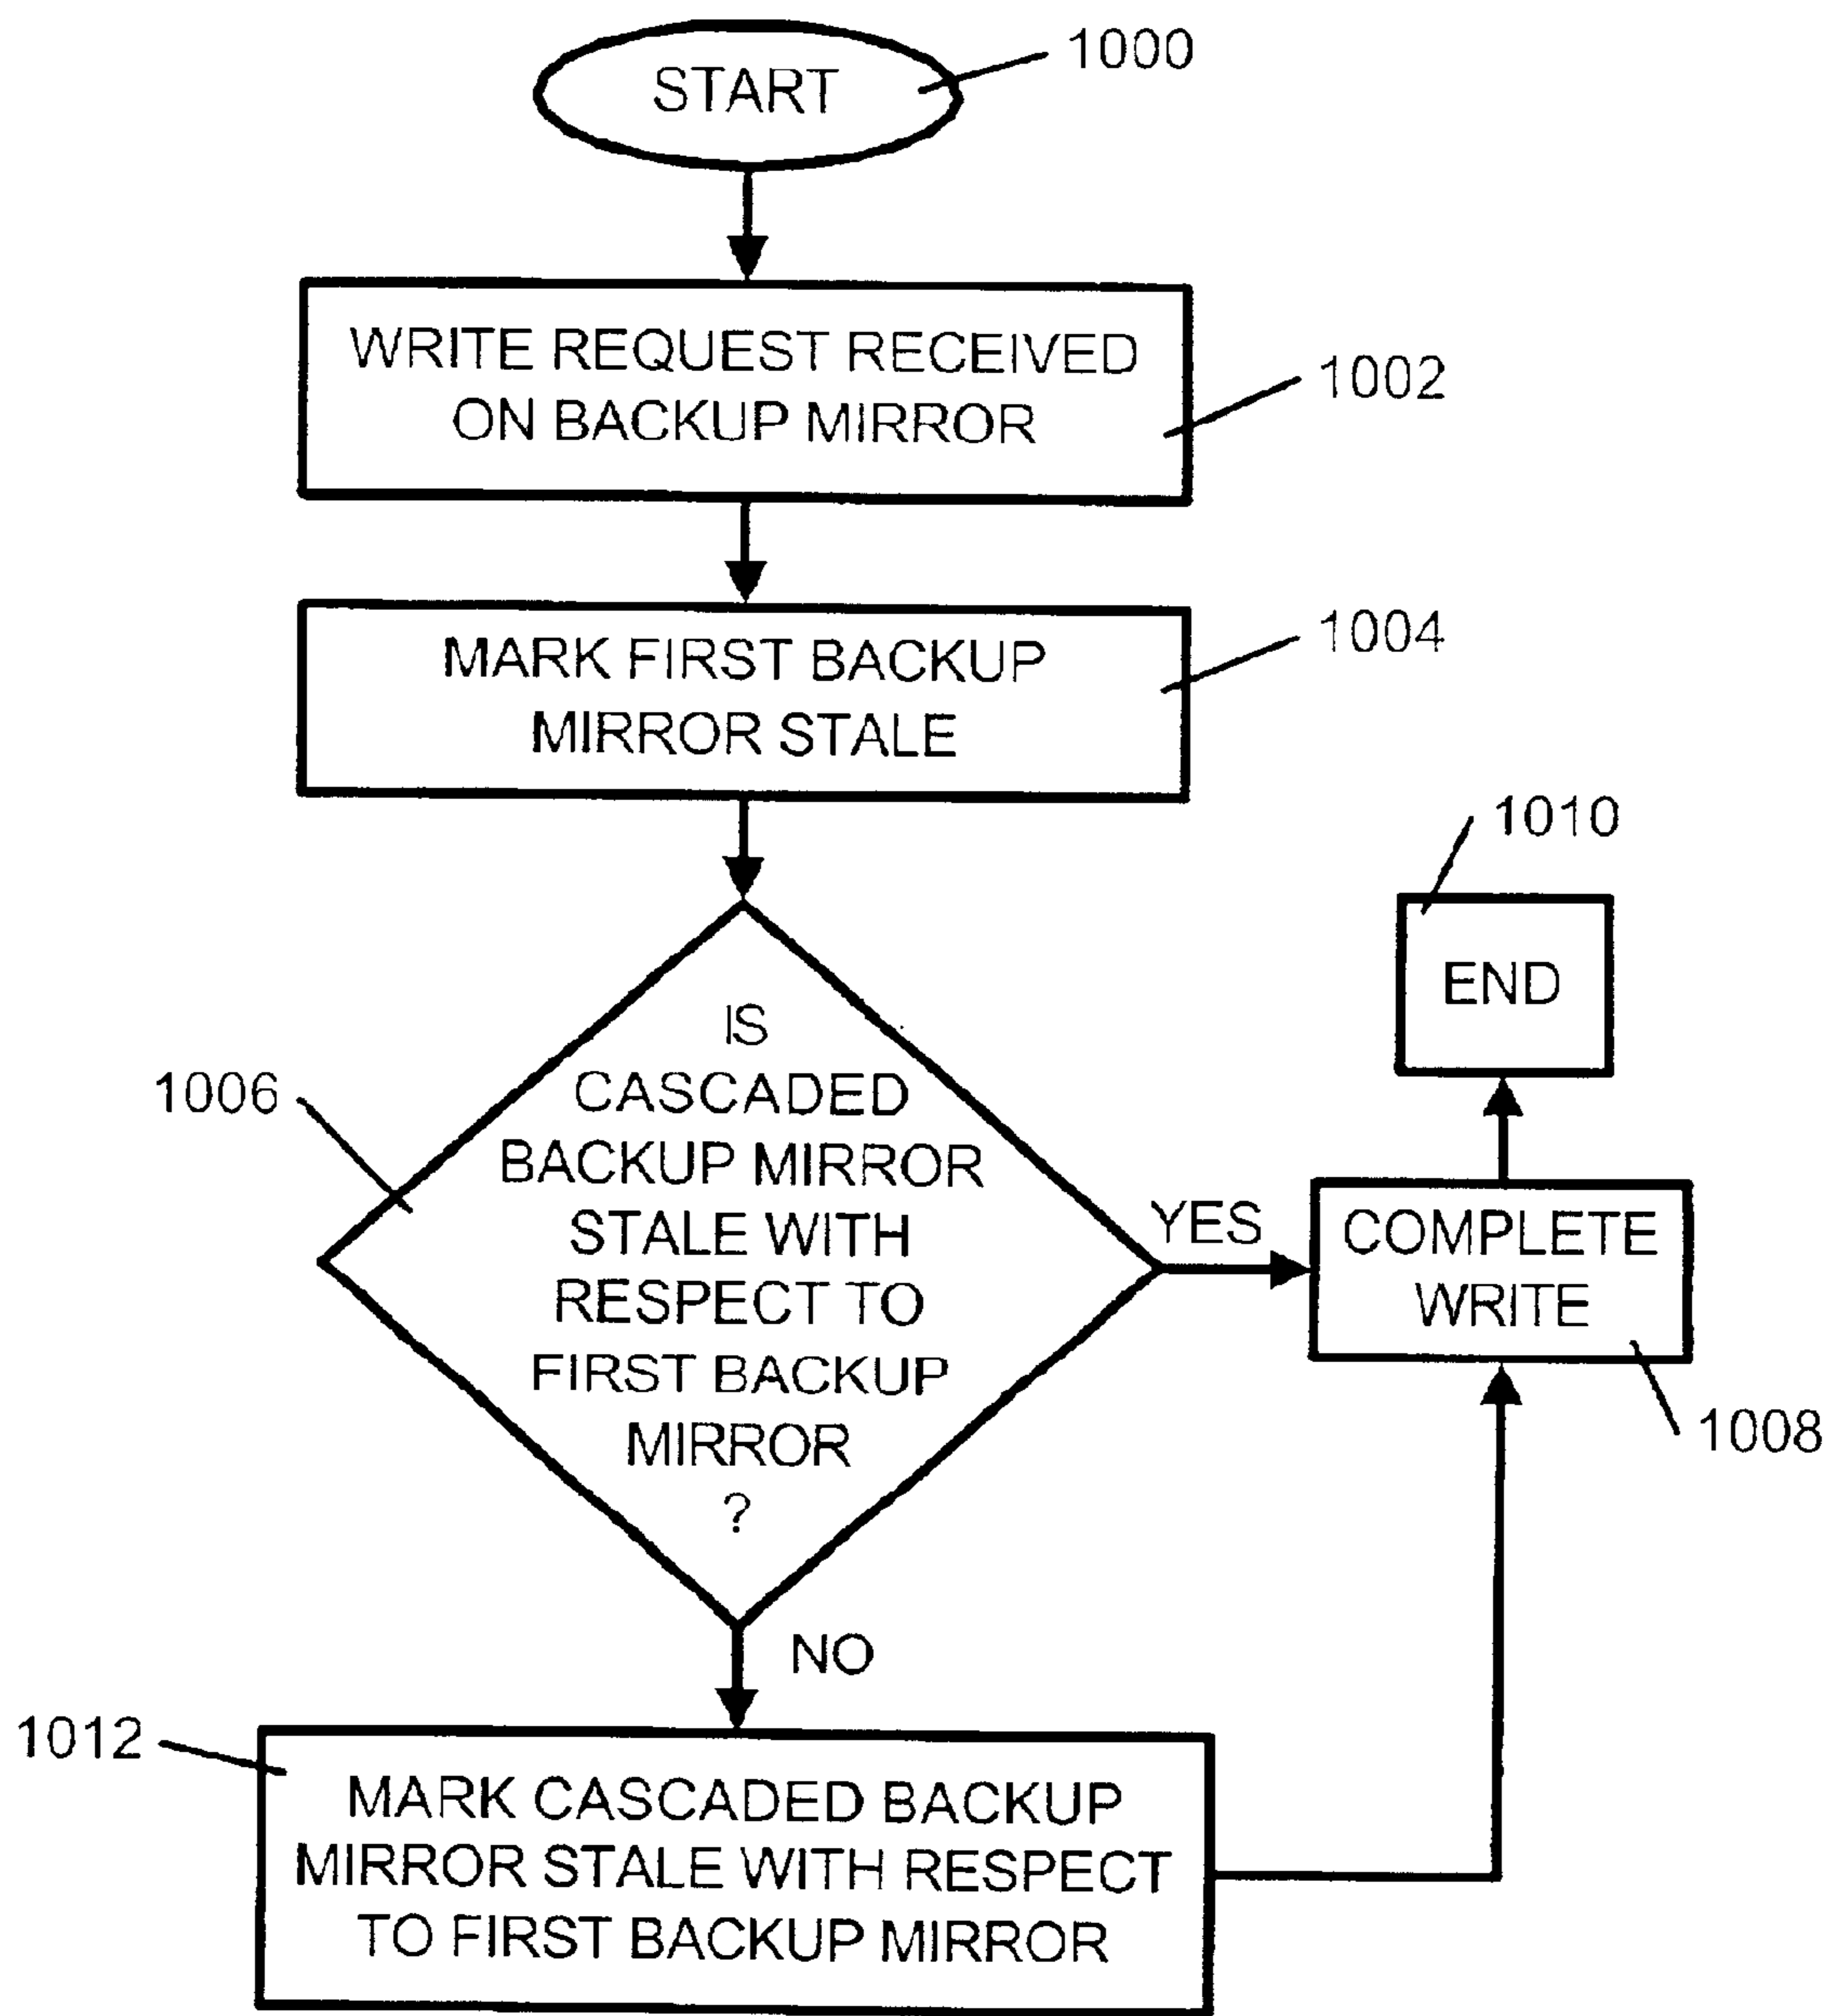 START
1000
WRITE REQUEST RECEIVED
ON BACKUP MIRROR
1002
MARK FIRST BACKUP
MIRROR STALE
1004
1010
END
IS
CASCADED
BACKUP MIRROR
STALE WITH
RESPECT TO
FIRST BACKUP
MIRROR
?
1006
YES
COMPLETE
WRITE
1008
NO
1012
MARK CASCADED BACKUP
MIRROR STALE WITH RESPECT
TO FIRST BACKUP MIRROR